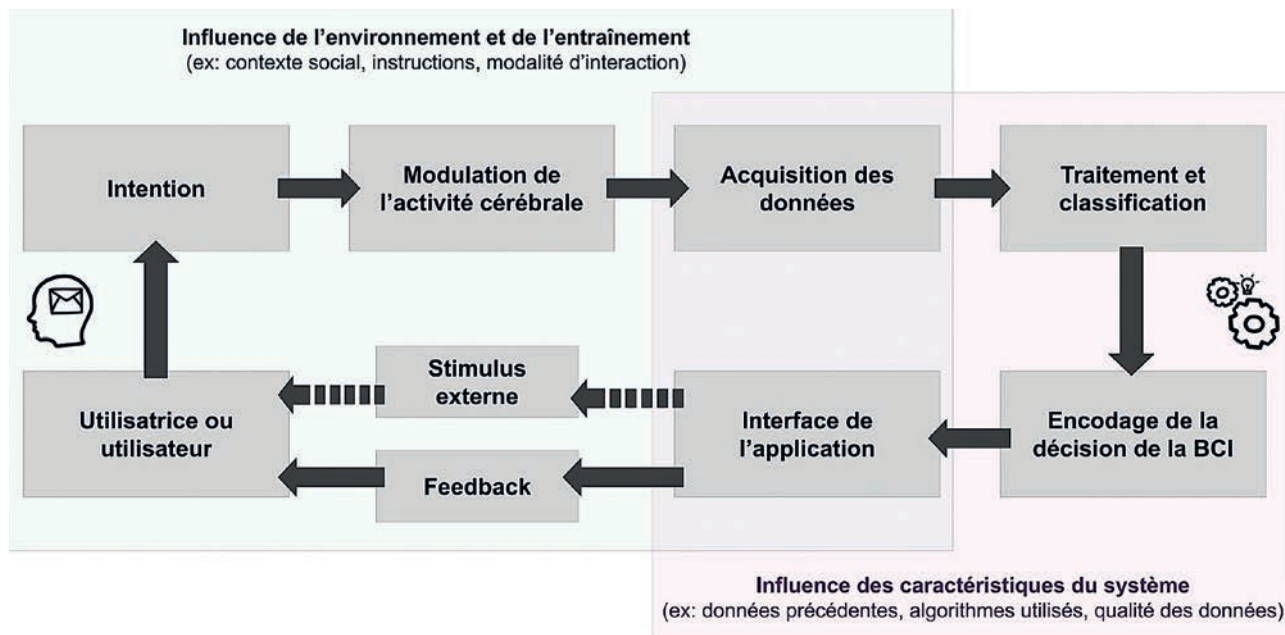 Influence de l’environnement et de l’entraînement
(ex: contexte social, instructions, modalité d’interaction)
Intention
Modulation de
l’activité cérébrale
Acquisition des
données
Traitement et
classification
Utilisatrice ou
utilisateur
Stimulus
externe
Feedback
Interface de
l’application
Encodage de la
décision de la BCI
Influence des caractéristiques du système
(ex: données précédentes, algorithmes utilisés, qualité des données)